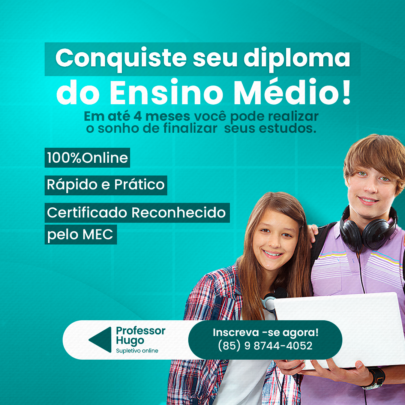 Conquiste seu diploma
do Ensino Médio!
Em até 4 meses você pode realizar
o sonho de finalizar seus estudos.
100%Online
Rápido e Prático
Certificado Reconhecido
pelo MEC
Professor
Hugo
Supletivo online
Inscreva -se agora!
(85) 9 8744-4052